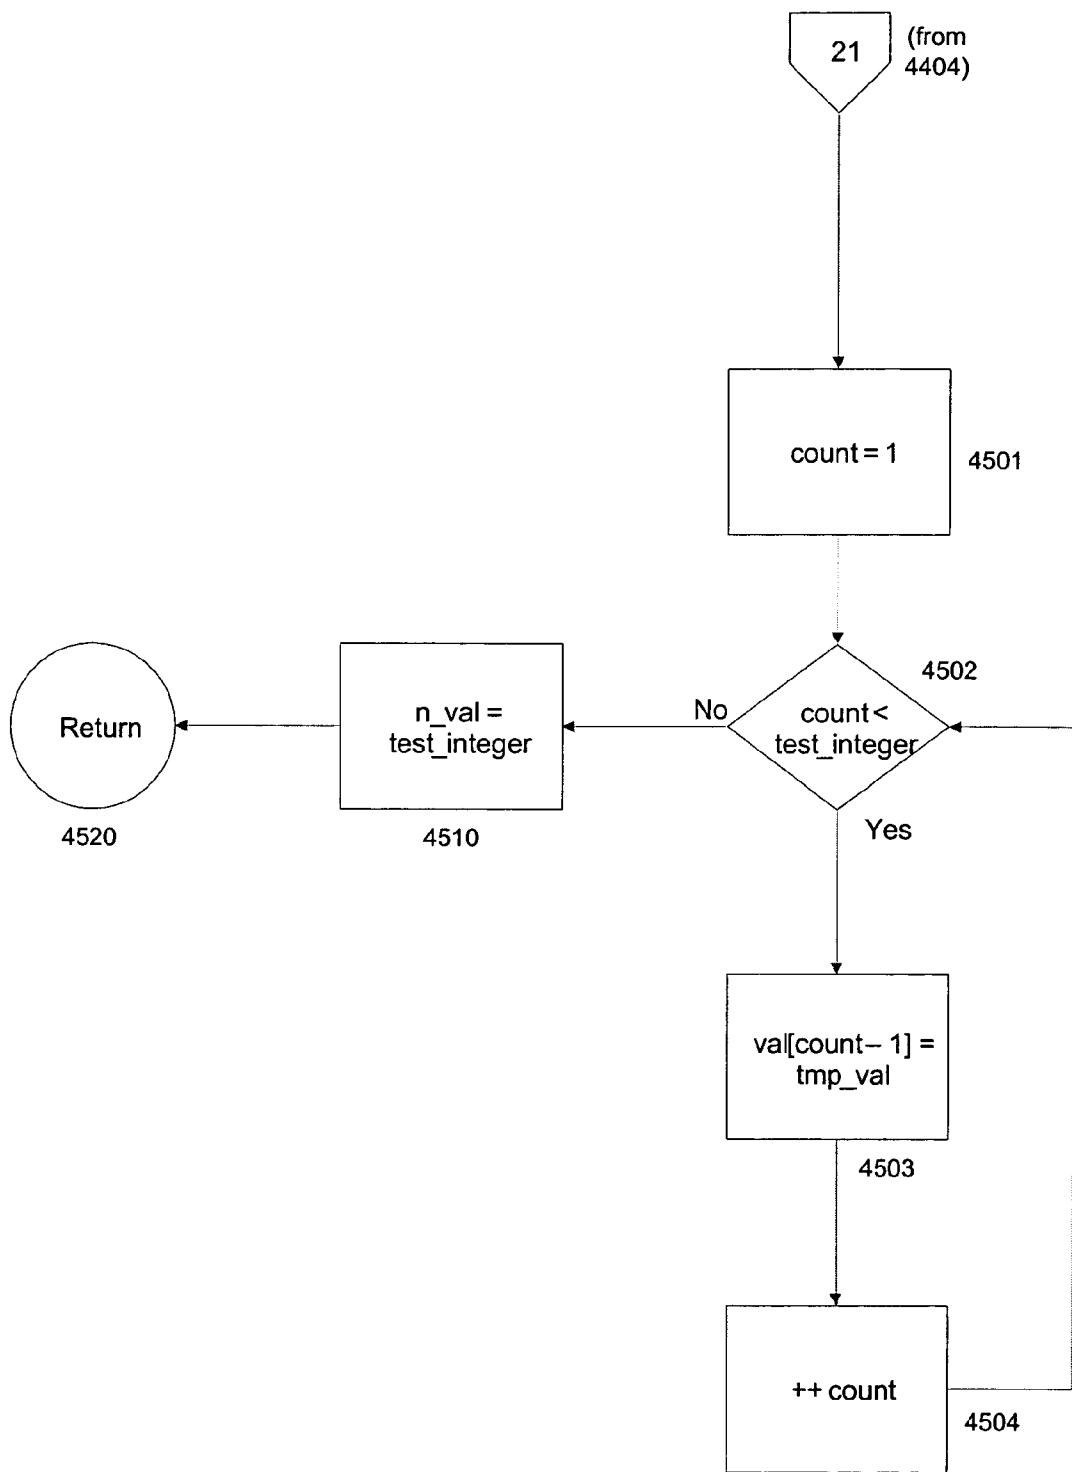 21
(from
4404)
count = 1
4501
4502
count <
test_integer
No
Yes
n_val =
test_integer
4510
Return
4520
val[count – 1] =
tmp_val
4503
++ count
4504